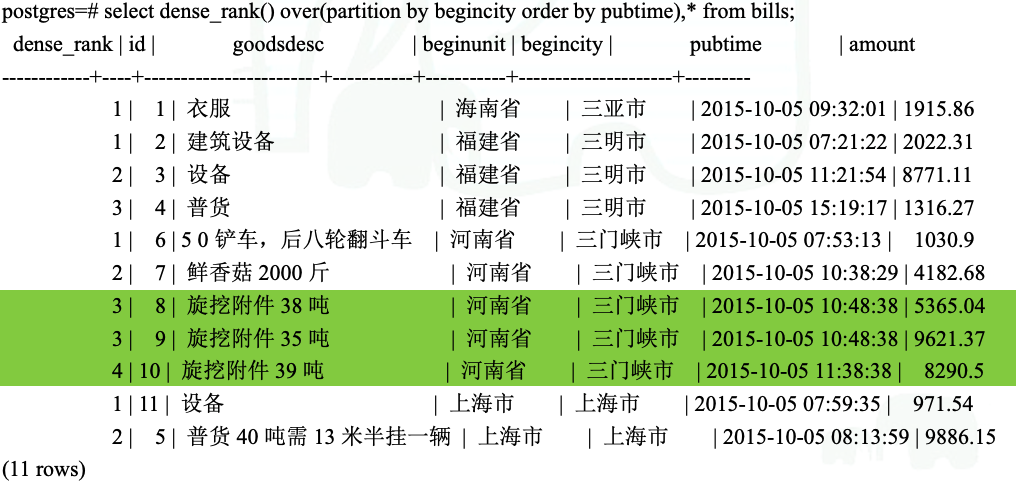 postgres=# select dense_rank() over(partition by begincity order by pubtime),* from bills;
dense_rank | id | goodsdesc | beginunit | begincity | pubtime | amount
------------+----+------------------------+-----------+-----------+---------------------+---------
1 | 1 | 衣服 | 海南省 | 三亚市 | 2015-10-05 09:32:01 | 1915.86
1 | 2 | 建筑设备 | 福建省 | 三明市 | 2015-10-05 07:21:22 | 2022.31
2 | 3 | 设备 | 福建省 | 三明市 | 2015-10-05 11:21:54 | 8771.11
3 | 4 | 普货 | 福建省 | 三明市 | 2015-10-05 15:19:17 | 1316.27
1 | 6 | 5 0 铲车，后八轮翻斗车 | 河南省 | 三门峡市 | 2015-10-05 07:53:13 | 1030.9
2 | 7 | 鲜香菇 2000 斤 | 河南省 | 三门峡市 | 2015-10-05 10:38:29 | 4182.68
3 | 8 | 旋挖附件 38 吨 | 河南省 | 三门峡市 | 2015-10-05 10:48:38 | 5365.04
3 | 9 | 旋挖附件 35 吨 | 河南省 | 三门峡市 | 2015-10-05 10:48:38 | 9621.37
4 | 10 | 旋挖附件 39 吨 | 河南省 | 三门峡市 | 2015-10-05 11:38:38 | 8290.5
1 | 11 | 设备 | 上海市 | 上海市 | 2015-10-05 07:59:35 | 971.54
2 | 5 | 普货 40 吨需 13 米半挂一辆 | 上海市 | 上海市 | 2015-10-05 08:13:59 | 9886.15
(11 rows)